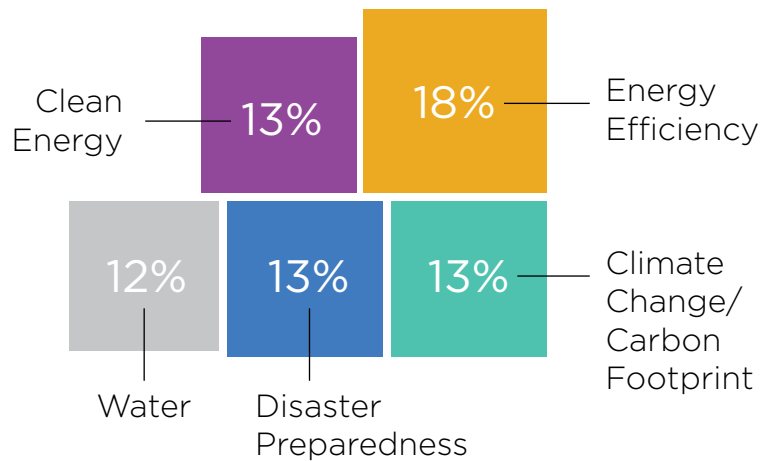 Clean
Energy
13%
18%
Energy
Efficiency
12%
13%
13%
Climate
Change/
Carbon
Footprint
Water
Disaster
Preparedness